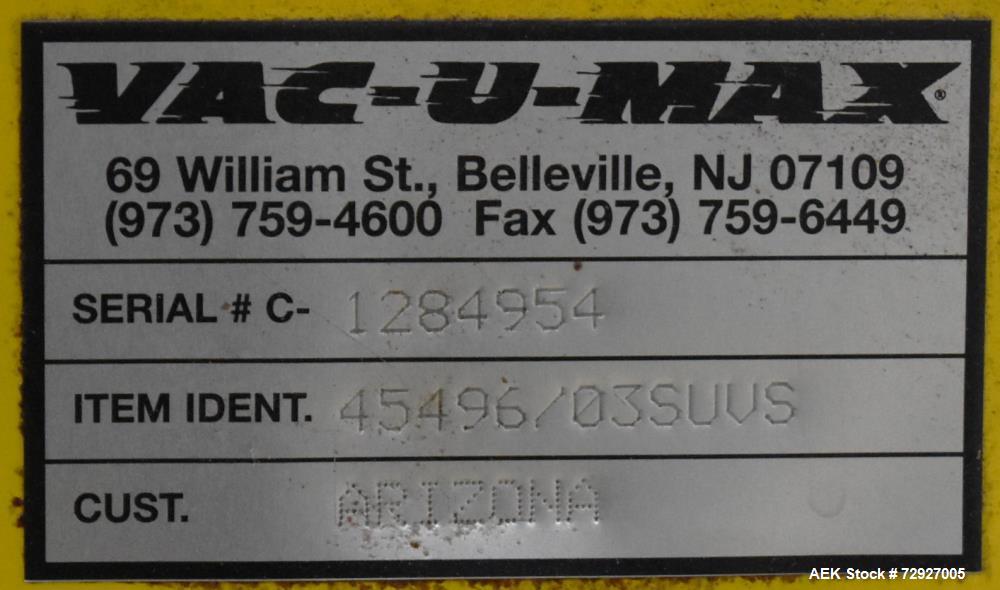 VAC-U-MAX®
69 William St., Belleville, NJ 07109
(973) 759-4600 Fax (973) 759-6449
SERIAL # C- 1284954
ITEM IDENT. 45496/03SUVS
CUST. ARIZONA
AEK Stock # 72927005